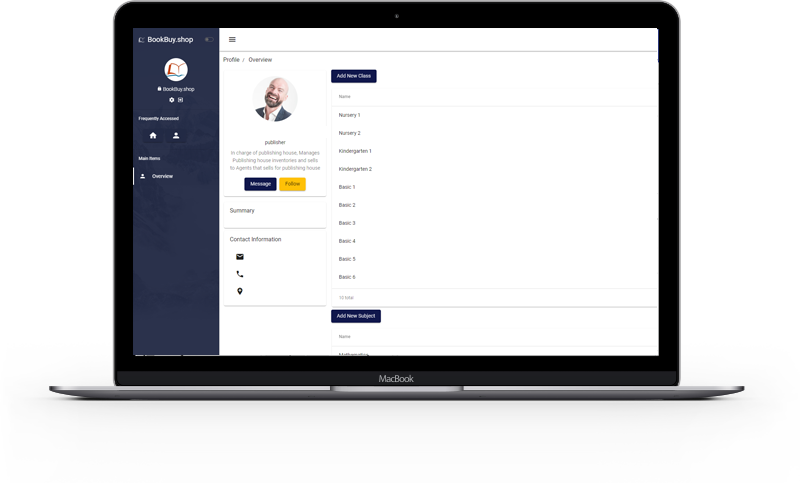 BookBuy.shop
BookBuy.shop
Frequently Accessed
Main Items
Overview
Profile / Overview
publisher
In charge of publishing house, Manages
Publishing house inventories and sells
to Agents that sells for publishing house
Message
Follow
Summary
Contact Information
Add New Class
Name
Nursery 1
Nursery 2
Kindergarten 1
Kindergarten 2
Basic 1
Basic 2
Basic 3
Basic 4
Basic 5
Basic 6
Add New Subject
Name
MacBook